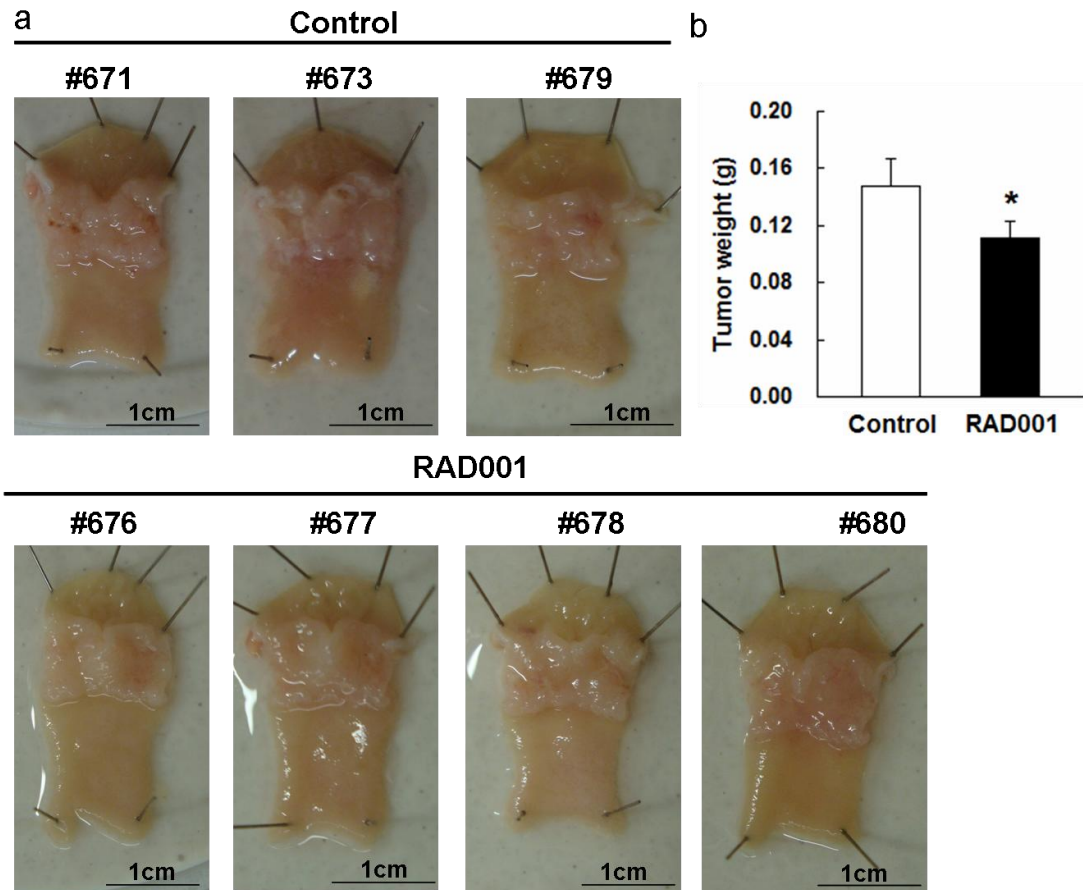 a
Control
#671 #673 #679
1cm 1cm 1cm
b
Tumor weight (g)
0.20
0.16
0.12
0.08
0.04
0.00
*
Control RAD001
RAD001
#676 #677 #678 #680
1cm 1cm 1cm 1cm